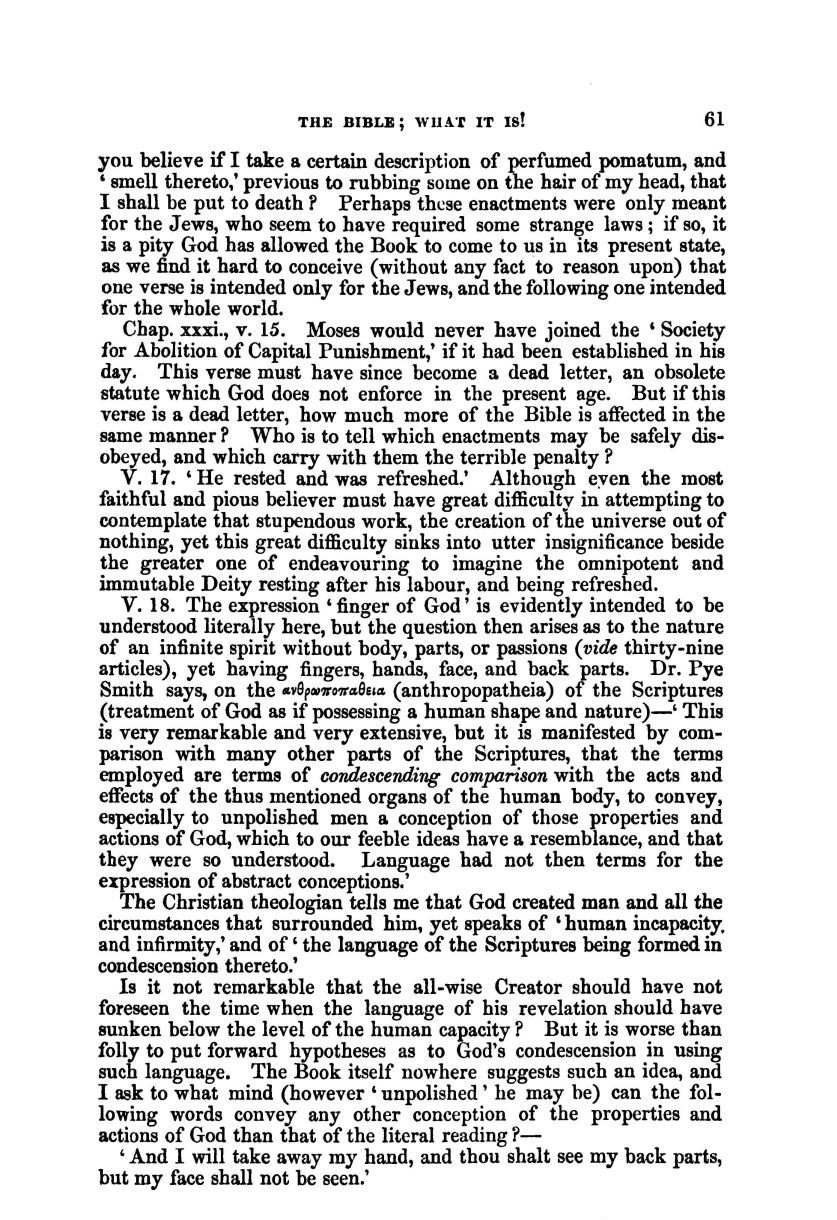 THE BIBLE; WHAT IT IS! 61
you believe if I take a certain description of perfumed pomatum, and
‘ smell thereto,’ previous to rubbing some on the hair of my head, that
I shall be put to death? Perhaps these enactments were only meant
for the Jews, who seem to have required some strange laws; if so, it
is a pity God has allowed the Book to come to us in its present state,
as we find it hard to conceive (without any fact to reason upon) that
one verse is intended only for the Jews, and the following one intended
for the whole world.
Chap. xxxi., v. 15. Moses would never have joined the ‘ Society
for Abolition of Capital Punishment,’ if it had been established in his
day. This verse must have since become a dead letter, an obsolete
statute which God does not enforce in the present age. But if this
verse is a dead letter, how much more of the Bible is affected in the
same manner? Who is to tell which enactments may be safely dis-
obeyed, and which carry with them the terrible penalty?
V. 17. ‘ He rested and was refreshed.’ Although even the most
faithful and pious believer must have great difficulty in attempting to
contemplate that stupendous work, the creation of the universe out of
nothing, yet this great difficulty sinks into utter insignificance beside
the greater one of endeavouring to imagine the omnipotent and
immutable Deity resting after his labour, and being refreshed.
V. 18. The expression ‘ finger of God ’ is evidently intended to be
understood literally here, but the question then arises as to the nature
of an infinite spirit without body, parts, or passions (vide thirty-nine
articles), yet having fingers, hands, face, and back parts. Dr. Pye
Smith says, on the ανθρωποπαθεια (anthropopatheia) of the Scriptures
(treatment of God as if possessing a human shape and nature)—‘ This
is very remarkable and very extensive, but it is manifested by com-
parison with many other parts of the Scriptures, that the terms
employed are terms of condescending comparison with the acts and
effects of the thus mentioned organs of the human body, to convey,
especially to unpolished men a conception of those properties and
actions of God, which to our feeble ideas have a resemblance, and that
they were so understood. Language had not then terms for the
expression of abstract conceptions.’
The Christian theologian tells me that God created man and all the
circumstances that surrounded him, yet speaks of ‘ human incapacity.
and infirmity,’ and of ‘ the language of the Scriptures being formed in
condescension thereto.’
Is it not remarkable that the all-wise Creator should have not
foreseen the time when the language of his revelation should have
sunken below the level of the human capacity? But it is worse than
folly to put forward hypotheses as to God's condescension in using
such language. The Book itself nowhere suggests such an idea, and
I ask to what mind (however ‘ unpolished ’ he may be) can the fol-
lowing words convey any other conception of the properties and
actions of God than that of the literal reading?—
‘ And I will take away my hand, and thou shalt see my back parts,
but my face shall not be seen.’